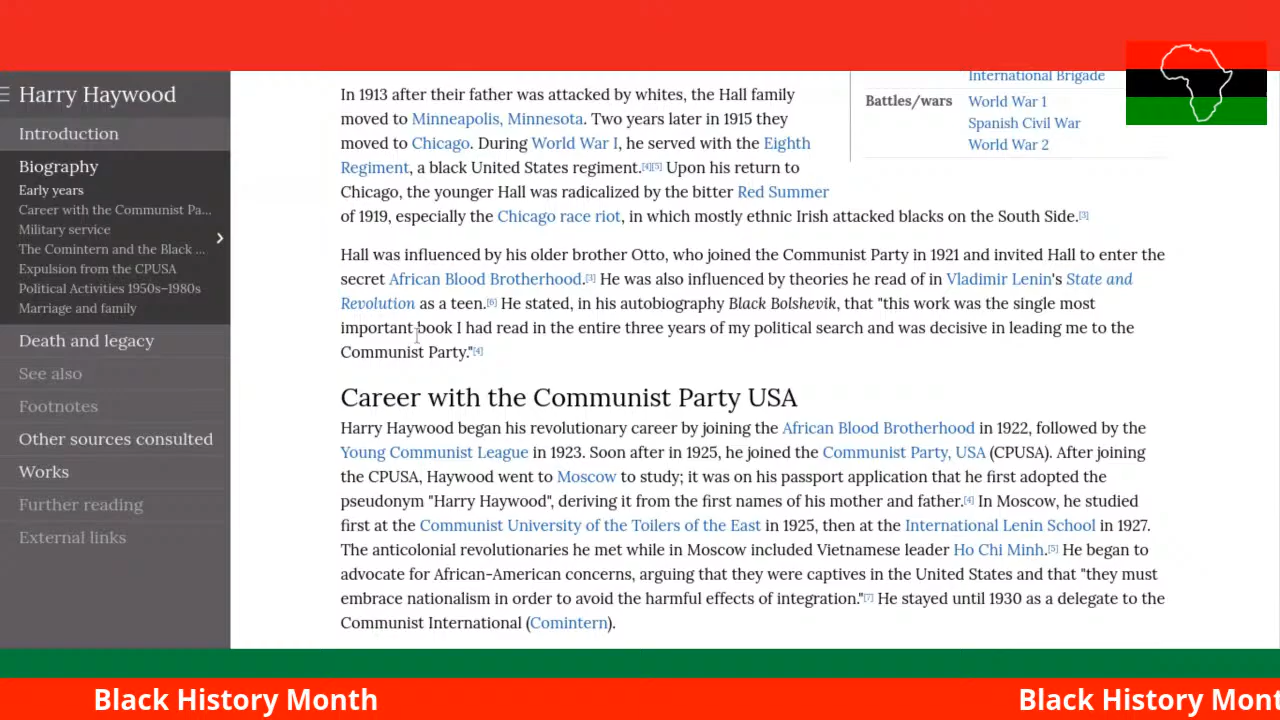 Harry Haywood
Introduction
Biography
Early years
Career with the Communist Pa...
Military service
The Comintern and the Black ...
Expulsion from the CPUSA
Political Activities 1950s–1980s
Marriage and family
Death and legacy
See also
Footnotes
Other sources consulted
Works
Further reading
External links
International Brigade
Battles/wars
World War 1
Spanish Civil War
World War 2
In 1913 after their father was attacked by whites, the Hall family
moved to Minneapolis, Minnesota. Two years later in 1915 they
moved to Chicago. During World War I, he served with the Eighth
Regiment, a black United States regiment.[4][5] Upon his return to
Chicago, the younger Hall was radicalized by the bitter Red Summer
of 1919, especially the Chicago race riot, in which mostly ethnic Irish attacked blacks on the South Side.[3]
Hall was influenced by his older brother Otto, who joined the Communist Party in 1921 and invited Hall to enter the
secret African Blood Brotherhood.[3] He was also influenced by theories he read of in Vladimir Lenin's State and
Revolution as a teen.[6] He stated, in his autobiography Black Bolshevik, that "this work was the single most
important book I had read in the entire three years of my political search and was decisive in leading me to the
Communist Party."[4]
Career with the Communist Party USA
Harry Haywood began his revolutionary career by joining the African Blood Brotherhood in 1922, followed by the
Young Communist League in 1923. Soon after in 1925, he joined the Communist Party, USA (CPUSA). After joining
the CPUSA, Haywood went to Moscow to study; it was on his passport application that he first adopted the
pseudonym "Harry Haywood", deriving it from the first names of his mother and father.[4] In Moscow, he studied
first at the Communist University of the Toilers of the East in 1925, then at the International Lenin School in 1927.
The anticolonial revolutionaries he met while in Moscow included Vietnamese leader Ho Chi Minh.[5] He began to
advocate for African-American concerns, arguing that they were captives in the United States and that "they must
embrace nationalism in order to avoid the harmful effects of integration."[7] He stayed until 1930 as a delegate to the
Communist International (Comintern).
Black History Month
Black History Mont